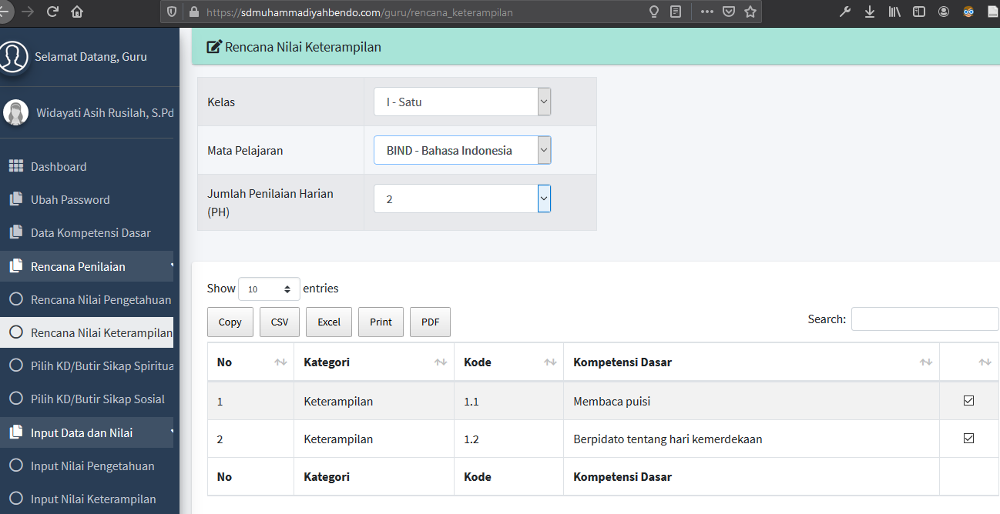 https://sdmuhammadiyahbendo.com/guru/rencana_keterampilan
Selamat Datang, Guru
Widayati Asih Rusilah, S.Pd
Dashboard
Ubah Password
Data Kompetensi Dasar
Rencana Penilaian
Rencana Nilai Pengetahuan
Rencana Nilai Keterampilan
Pilih KD/Butir Sikap Spiritua
Pilih KD/Butir Sikap Sosial
Input Data dan Nilai
Input Nilai Pengetahuan
Input Nilai Keterampilan
Rencana Nilai Keterampilan
Kelas I - Satu
Mata Pelajaran BIND - Bahasa Indonesia
Jumlah Penilaian Harian
(PH) 2
Show 10 entries
Copy CSV Excel Print PDF Search:
No Kategori Kode Kompetensi Dasar
1 Keterampilan 1.1 Membaca puisi
2 Keterampilan 1.2 Berpidato tentang hari kemerdekaan
No Kategori Kode Kompetensi Dasar